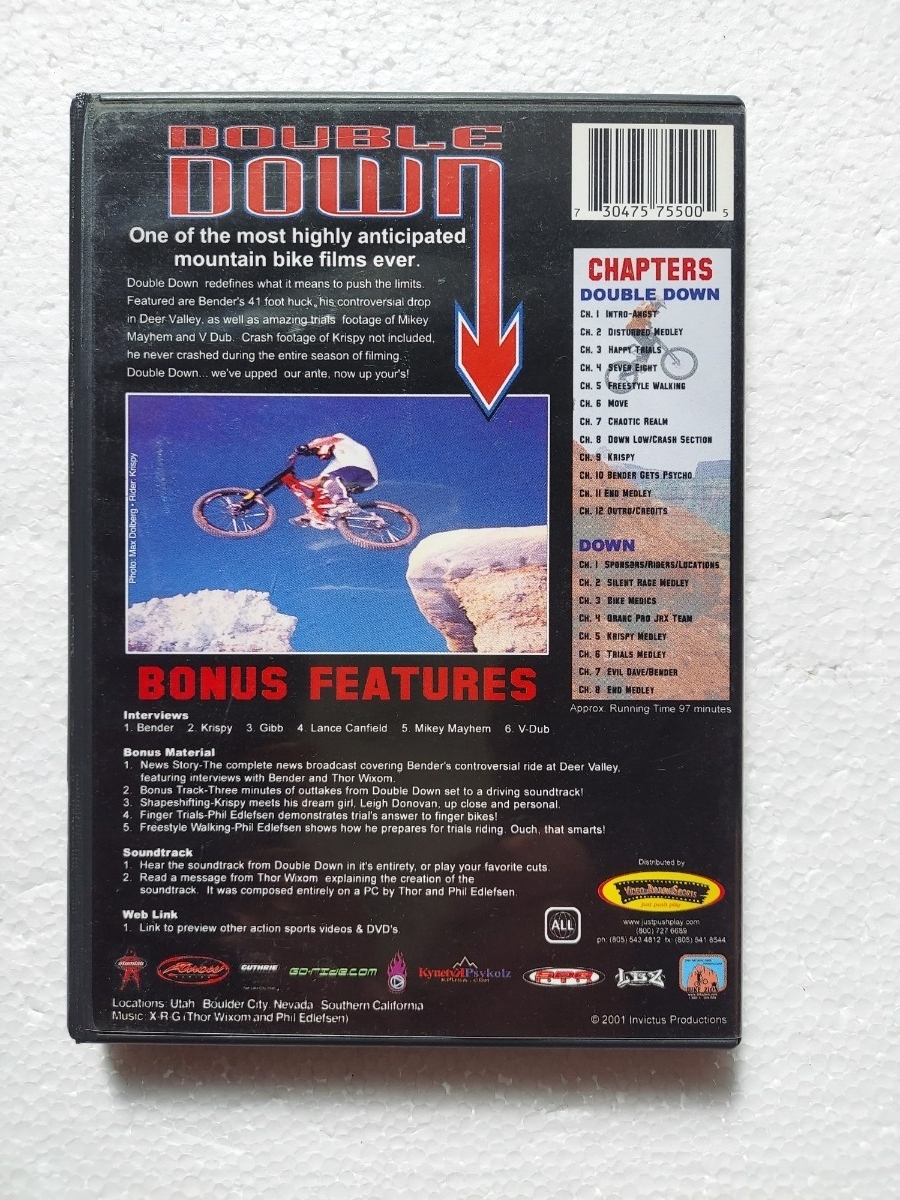 DOUBLE
DOWN
One of the most highly anticipated
mountain bike films ever.
Double Down redefines what it means to push the limits.
Featured are Bender's 41 foot huck, his controversial drop
in Deer Valley, as well as amazing trials footage of Mikey
Mayhem and V Dub. Crash footage of Krispy not included,
he never crashed during the entire season of filming.
Double Down... we've upped our ante, now up your's!
Photo: Max Dolberg • Rider: Krispy
7 30475 75500 5
CHAPTERS
DOUBLE DOWN
CH. 1 INTRO-ANGST
CH. 2 DISTURBED MEDLEY
CH. 3 HAPPY TRIALS
CH. 4 SEVEN EIGHT
CH. 5 FREESTYLE WALKING
CH. 6 MOVE
CH. 7 CHAOTIC REALM
CH. 8 DOWN LOW/CRASH SECTION
CH. 9 KRISPY
CH. 10 BENDER GETS PSYCHO
CH. 11 END MEDLEY
CH. 12 OUTRO/CREDITS
DOWN
CH. 1 SPONSORS/RIDERS/LOCATIONS
CH. 2 SILENT RAGE MEDLEY
CH. 3 BIKE MEDICS
CH. 4 QRANC PRO JRX TEAM
CH. 5 KRISPY MEDLEY
CH. 6 TRIALS MEDLEY
CH. 7 EVIL DAVE/BENDER
CH. 8 END MEDLEY
Approx. Running Time 97 minutes
BONUS FEATURES
Interviews
1. Bender 2. Krispy 3. Gibb 4. Lance Canfield 5. Mikey Mayhem 6. V-Dub
Bonus Material
1. News Story-The complete news broadcast covering Bender's controversial ride at Deer Valley,
featuring interviews with Bender and Thor Wixom.
2. Bonus Track-Three minutes of outtakes from Double Down set to a driving soundtrack!
3. Shapeshifting-Krispy meets his dream girl, Leigh Donovan, up close and personal.
4. Finger Trials-Phil Edlefsen demonstrates trial's answer to finger bikes!
5. Freestyle Walking-Phil Edlefsen shows how he prepares for trials riding. Ouch, that smarts!
Soundtrack
1. Hear the soundtrack from Double Down in it's entirety, or play your favorite cuts.
2. Read a message from Thor Wixom explaining the creation of the
soundtrack. It was composed entirely on a PC by Thor and Phil Edlefsen.
Web Link
1. Link to preview other action sports videos & DVD's.
ALL
Distributed by
VIDEO ACTION SPORTS
just push play
www.justpushplay.com
(800) 727 6689
ph: (805) 543 4812 fx: (805) 541 8544
GUTHRIE
GO-RIDE.COM
Kynety Psykolz
Locations: Utah Boulder City, Nevada Southern California
Music: X-R-G (Thor Wixom and Phil Edlefsen)
© 2001 Invictus Productions